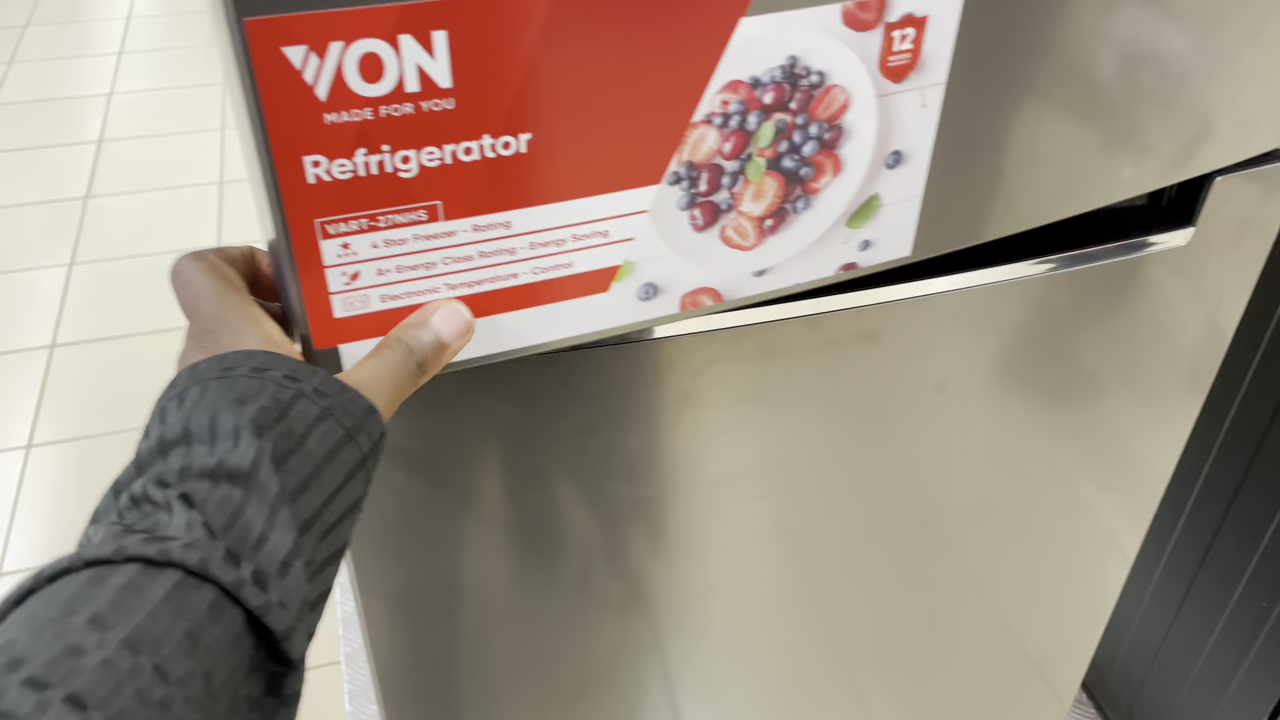 VON
MADE FOR YOU
Refrigerator
VART-27NHS
4 Star Freezer - Rating
A+ Energy Class Rating - Energy Saving
Electronic Temperature - Control
12